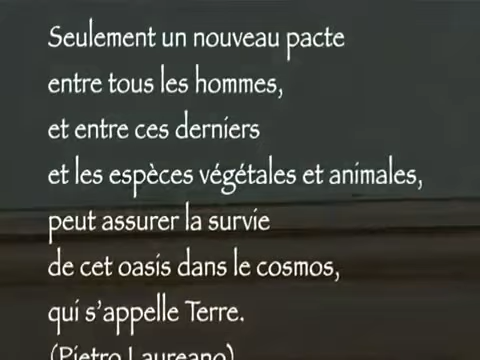 Seulement un nouveau pacte
entre tous les hommes,
et entre ces derniers
et les espèces végétales et animales,
peut assurer la survie
de cet oasis dans le cosmos,
qui s'appelle Terre.
(Pietro Laureano)